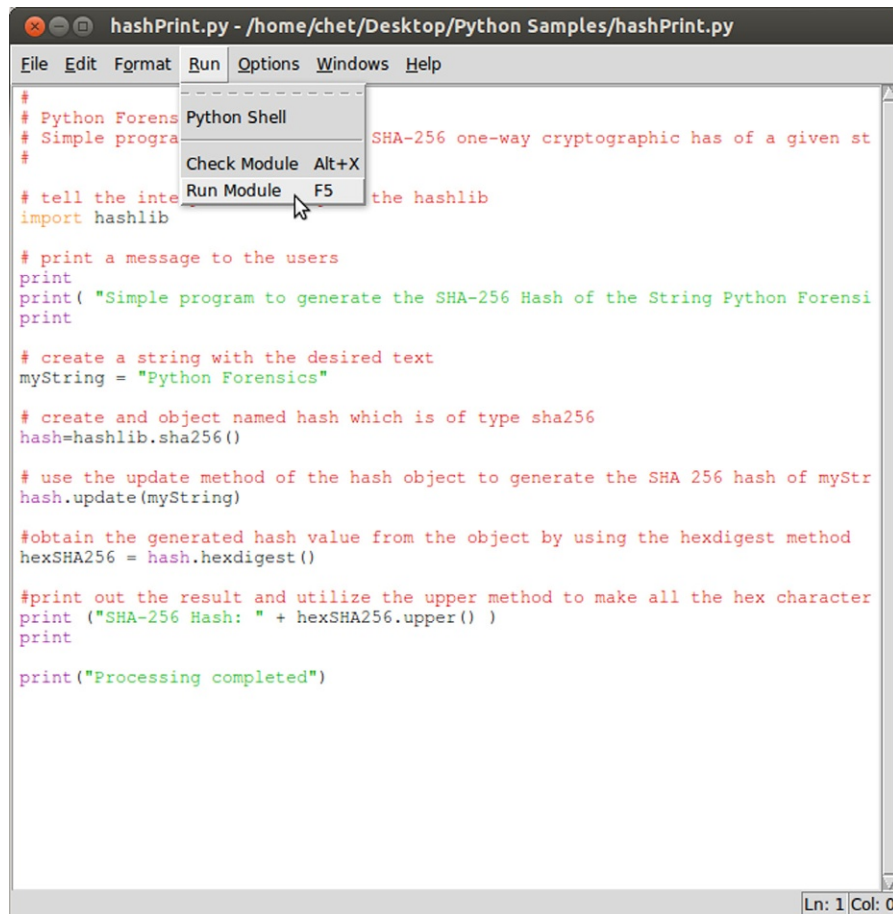 hashPrint.py - /home/chet/Desktop/Python Samples/hashPrint.py
File Edit Format Run Options Windows Help
#
# Python Forens
Python Shell
# Simple progra SHA-256 one-way cryptographic has of a given st
#
Check Module Alt+X
Run Module F5
# tell the inte the hashlib
import hashlib
# print a message to the users
print
print( "Simple program to generate the SHA-256 Hash of the String Python Forensi
print
# create a string with the desired text
myString = "Python Forensics"
# create and object named hash which is of type sha256
hash=hashlib.sha256()
# use the update method of the hash object to generate the SHA 256 hash of myStr
hash.update(myString)
#obtain the generated hash value from the object by using the hexdigest method
hexSHA256 = hash.hexdigest()
#print out the result and utilize the upper method to make all the hex character
print ("SHA-256 Hash: " + hexSHA256.upper() )
print
print("Processing completed")
Ln: 1 Col: 0